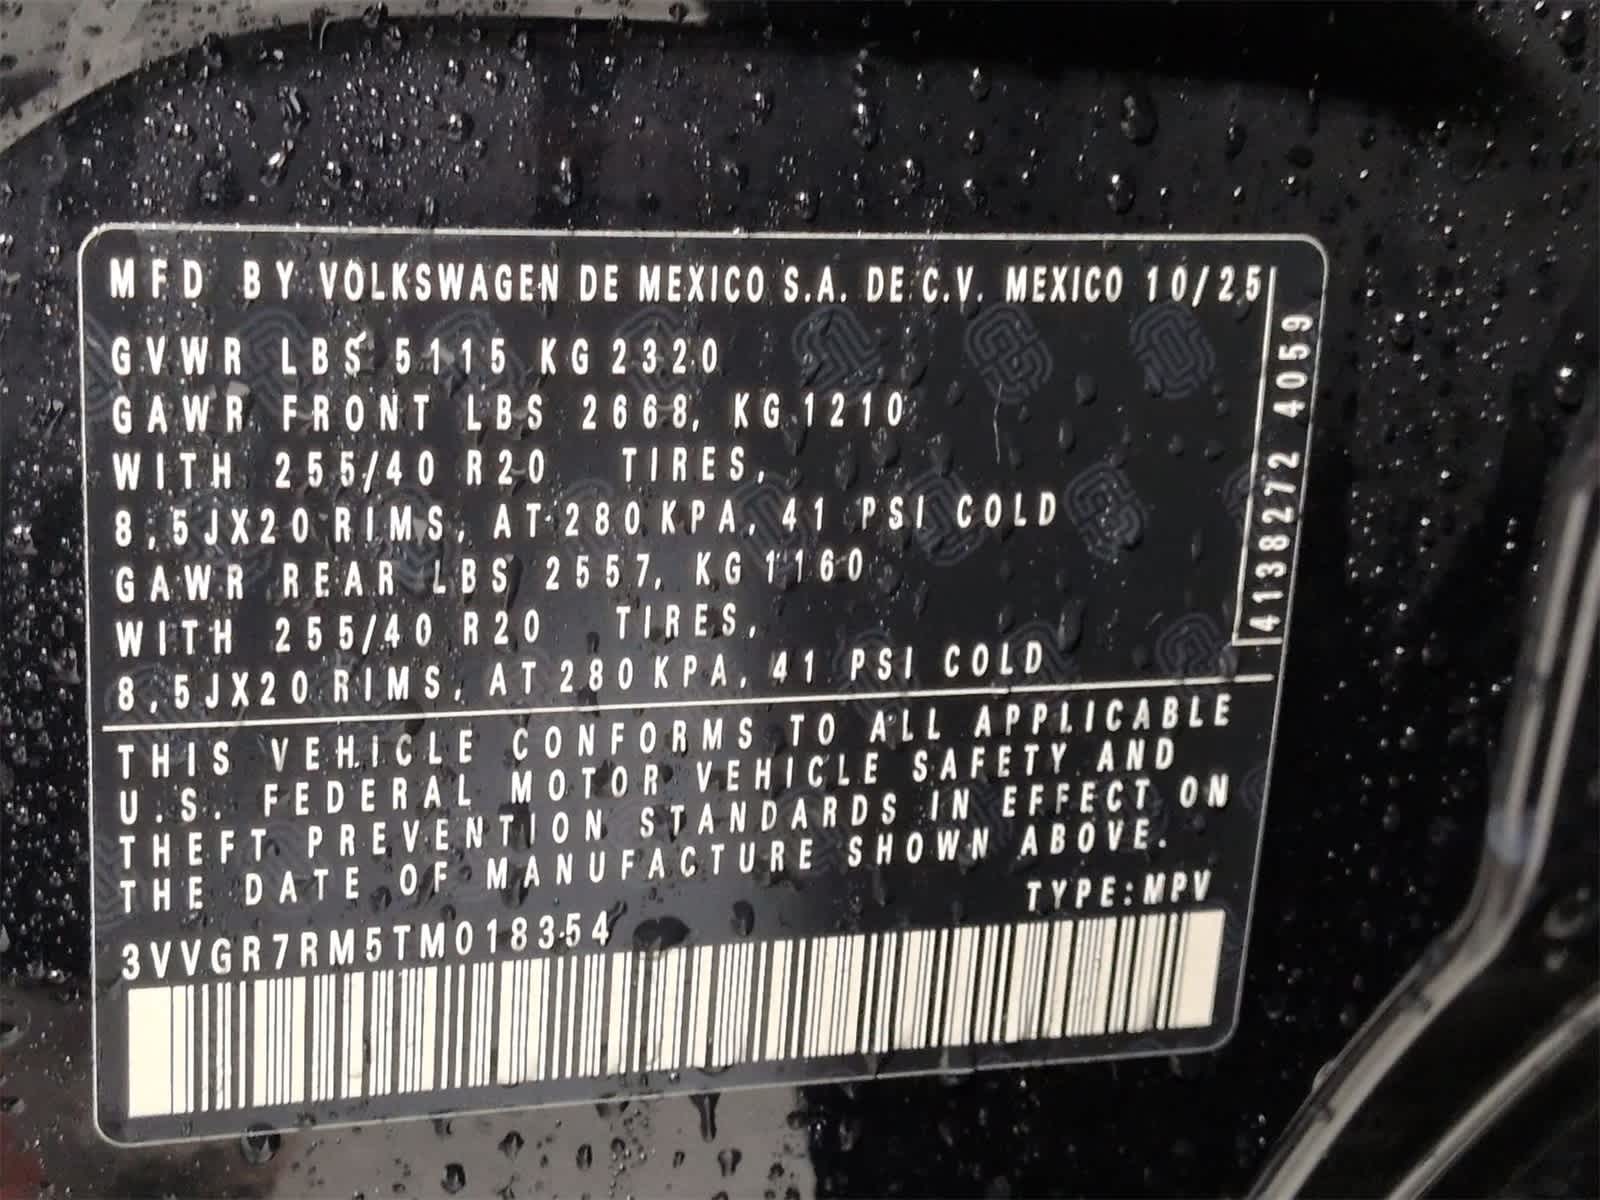 MFD BY VOLKSWAGEN DE MEXICO S.A. DE C.V. MEXICO 10/25
GVWR LBS 5115 KG 2320
GAWR FRONT LBS 2668, KG 1210
WITH 255/40 R20 TIRES,
8,5JX20 RIMS, AT 280 KPA, 41 PSI COLD
GAWR REAR LBS 2557, KG 1160
WITH 255/40 R20 TIRES,
8,5JX20 RIMS, AT 280 KPA, 41 PSI COLD
4138272 4059
THIS VEHICLE CONFORMS TO ALL APPLICABLE
U.S. FEDERAL MOTOR VEHICLE SAFETY AND
THEFT PREVENTION STANDARDS IN EFFECT ON
THE DATE OF MANUFACTURE SHOWN ABOVE.
TYPE:MPV
3VVGR7RM5TM018354